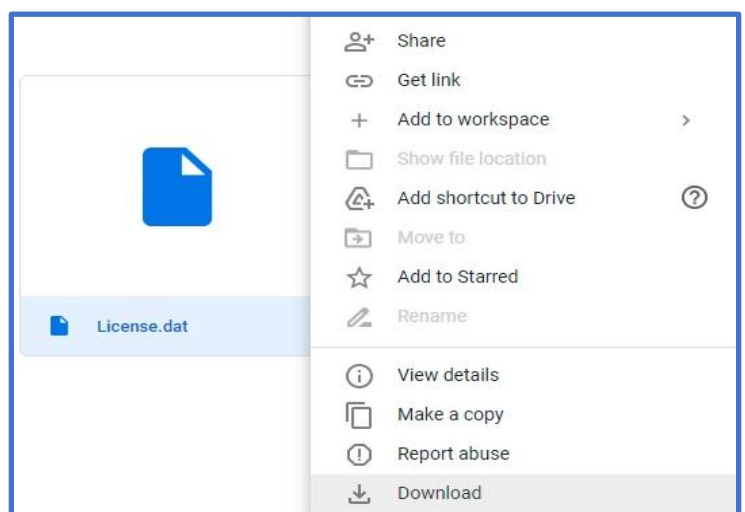 Share
Get link
Add to workspace
Show file location
Add shortcut to Drive
Move to
Add to Starred
Rename
License.dat
View details
Make a copy
Report abuse
Download